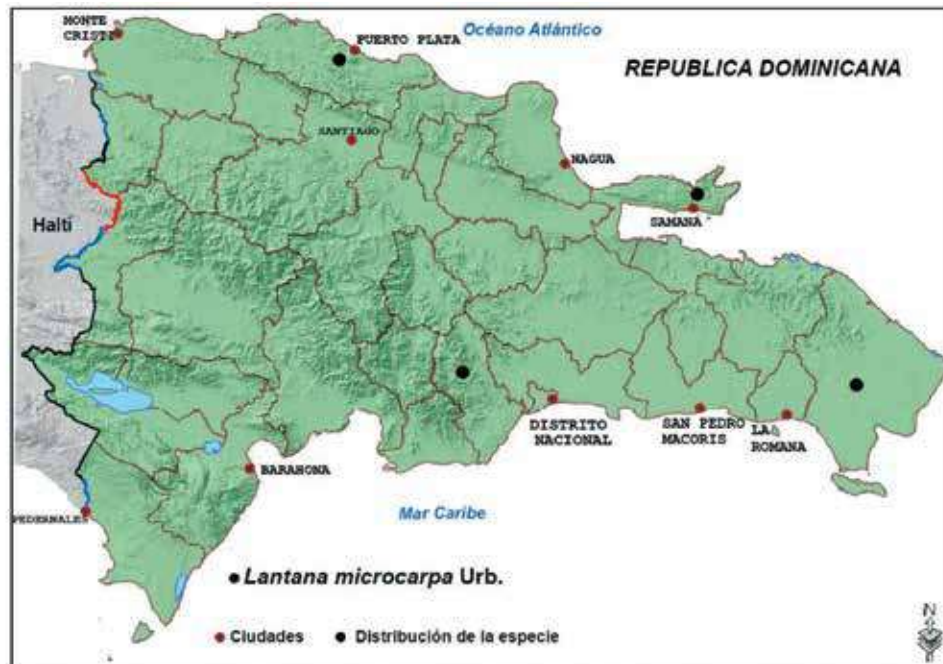 MONTE
CRISTI
PUERTO PLATA
Océano Atlántico
REPUBLICA DOMINICANA
SANTIAGO
NAGUA
SAMANA
Haití
DISTRITO
NACIONAL
SAN PEDRO
MACORIS
LA
ROMANA
BARAHONA
PEDERNALES
Mar Caribe
Lantana microcarpa Urb.
Ciudades
Distribución de la especie
N